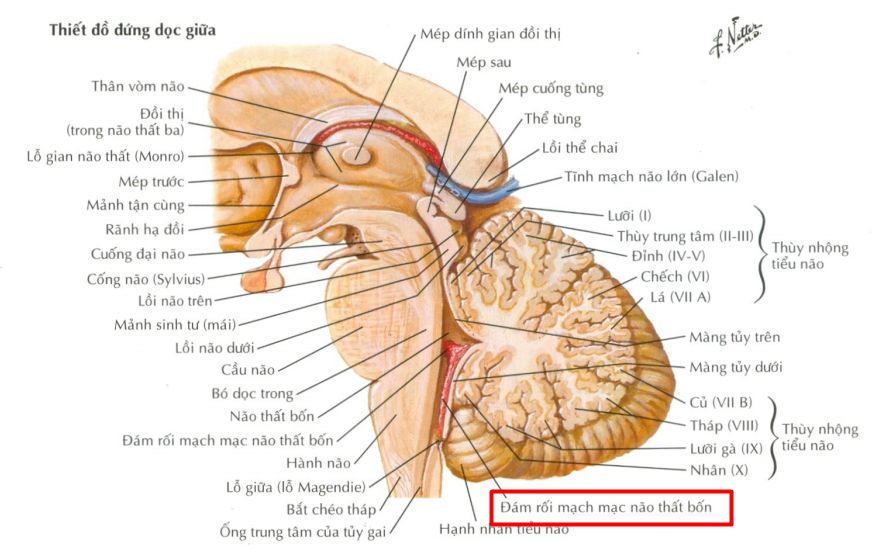 Thiết đồ đứng dọc giữa
F. Netter
M.D.
Mép dính gian đồi thị
Mép sau
Mép cuống tùng
Thể tùng
Lồi thể chai
Tĩnh mạch não lớn (Galen)
Thân vòm não
Đồi thị
(trong não thất ba)
Lỗ gian não thất (Monro)
Mép trước
Mảnh tận cùng
Rãnh hạ đồi
Cuống đại não
Cống não (Sylvius)
Lồi não trên
Mảnh sinh tư (mái)
Lồi não dưới
Cầu não
Bó dọc trong
Não thất bốn
Đám rối mạch mạc não thất bốn
Hành não
Lỗ giữa (lỗ Magendie)
Bắt chéo tháp
Ống trung tâm của tủy gai
Lưỡi (I)
Thùy trung tâm (II-III)
Đỉnh (IV-V)
Chếch (VI)
Lá (VII A)
Thùy nhộng
tiểu não
Màng tủy trên
Màng tủy dưới
Củ (VII B)
Tháp (VIII)
Lưỡi gà (IX)
Nhân (X)
Thùy nhộng
tiểu não
Đám rối mạch mạc não thất bốn
Hạnh nhân tiểu não